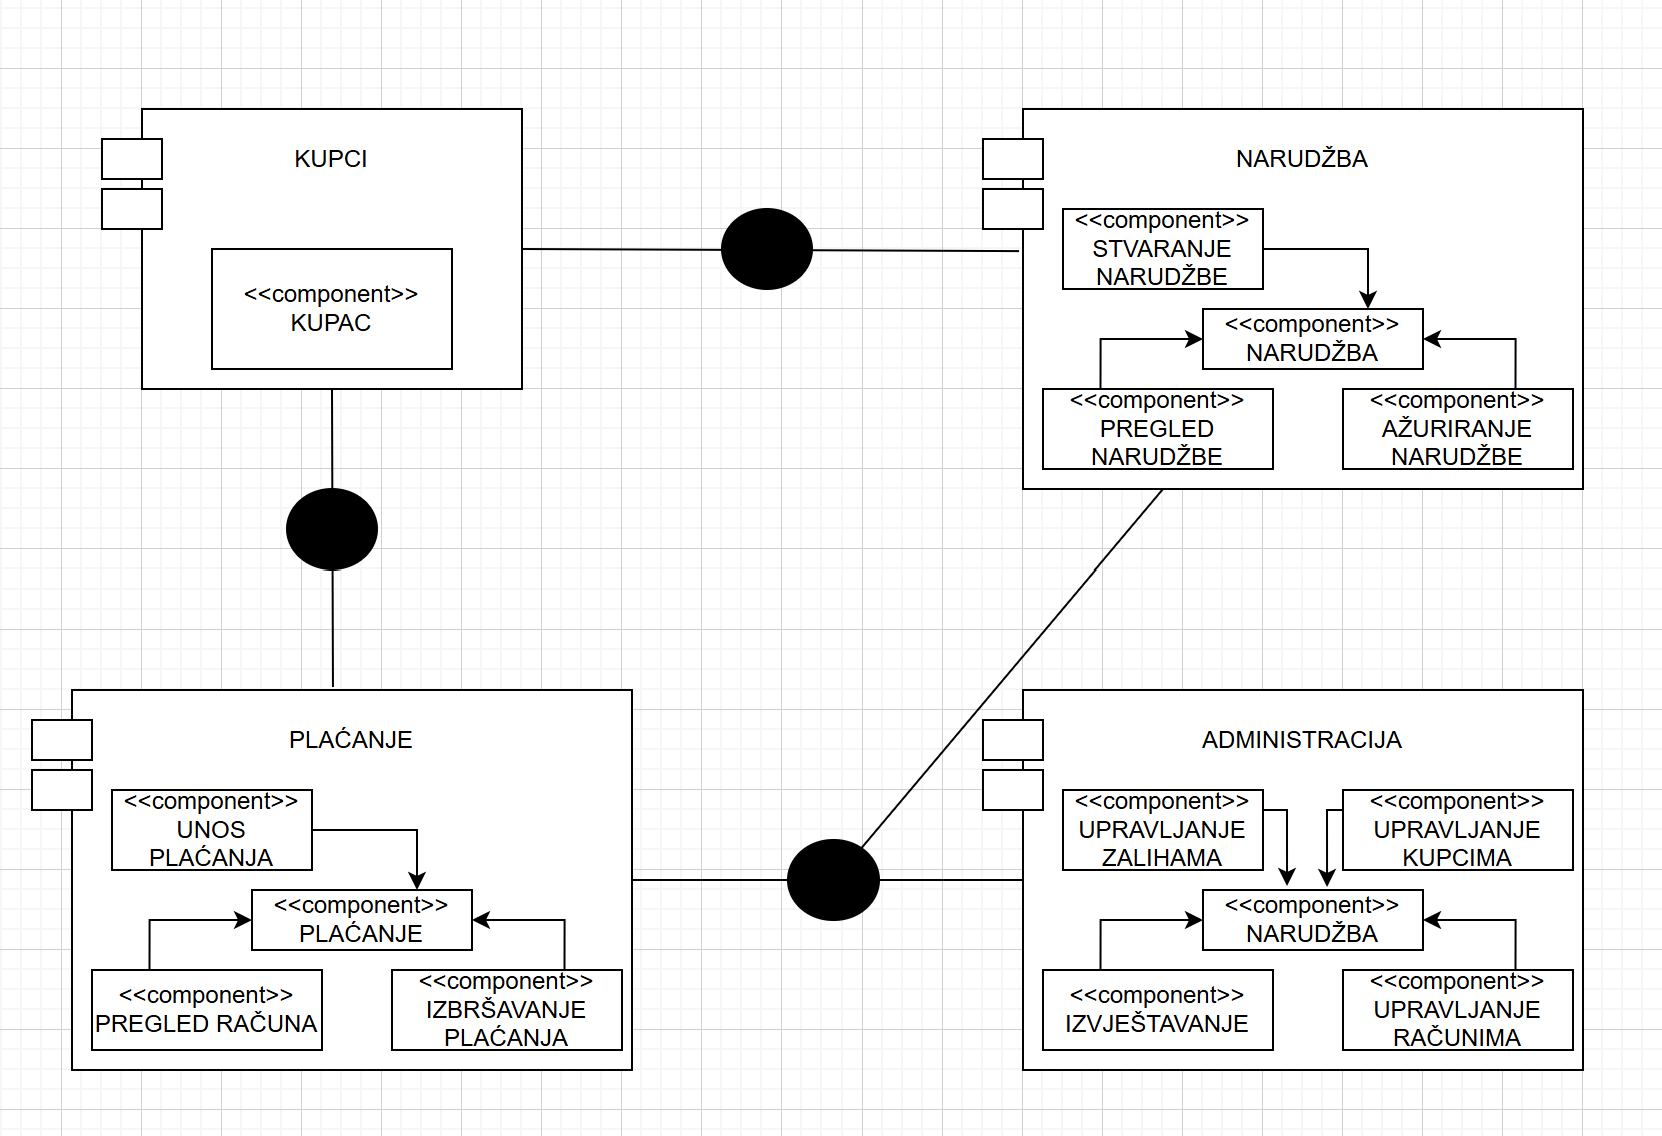 KUPCI
<<component>>
KUPAC
NARUDŽBA
<<component>>
STVARANJE
NARUDŽBE
<<component>>
NARUDŽBA
<<component>>
PREGLED
NARUDŽBE
<<component>>
AŽURIRANJE
NARUDŽBE
PLAĆANJE
<<component>>
UNOS
PLAĆANJA
<<component>>
PLAĆANJE
<<component>>
PREGLED RAČUNA
<<component>>
IZBRŠAVANJE
PLAĆANJA
ADMINISTRACIJA
<<component>>
UPRAVLJANJE
ZALIHAMA
<<component>>
UPRAVLJANJE
KUPCIMA
<<component>>
NARUDŽBA
<<component>>
IZVJEŠTAVANJE
<<component>>
UPRAVLJANJE
RAČUNIMA